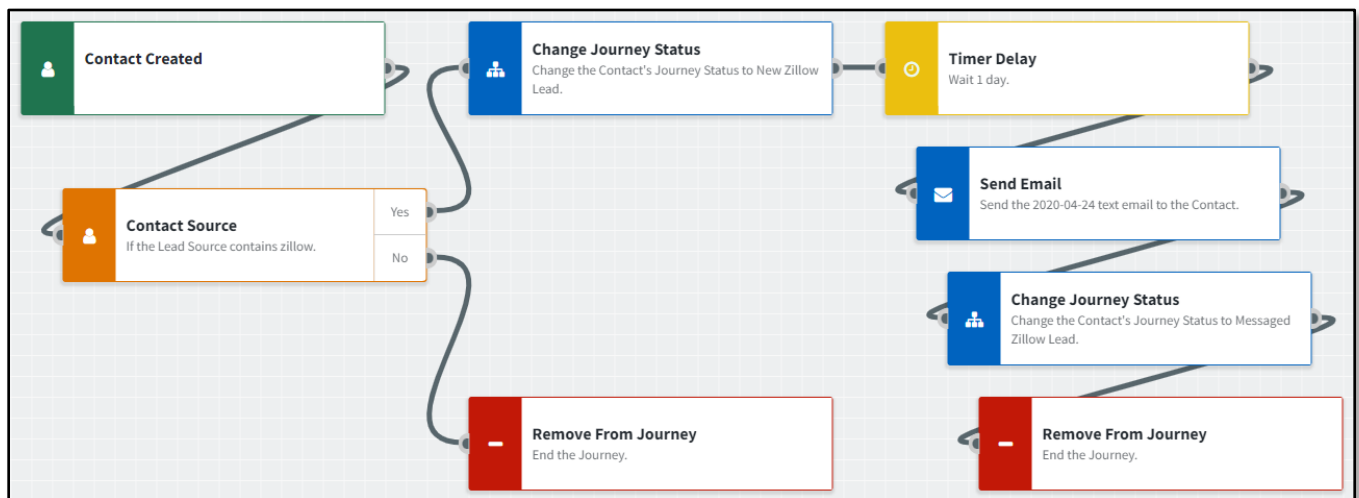 Contact Created
Contact Source
If the Lead Source contains zillow.
Yes
No
Change Journey Status
Change the Contact's Journey Status to New Zillow
Lead.
Remove From Journey
End the Journey.
Timer Delay
Wait 1 day.
Send Email
Send the 2020-04-24 text email to the Contact.
Change Journey Status
Change the Contact's Journey Status to Messaged
Zillow Lead.
Remove From Journey
End the Journey.